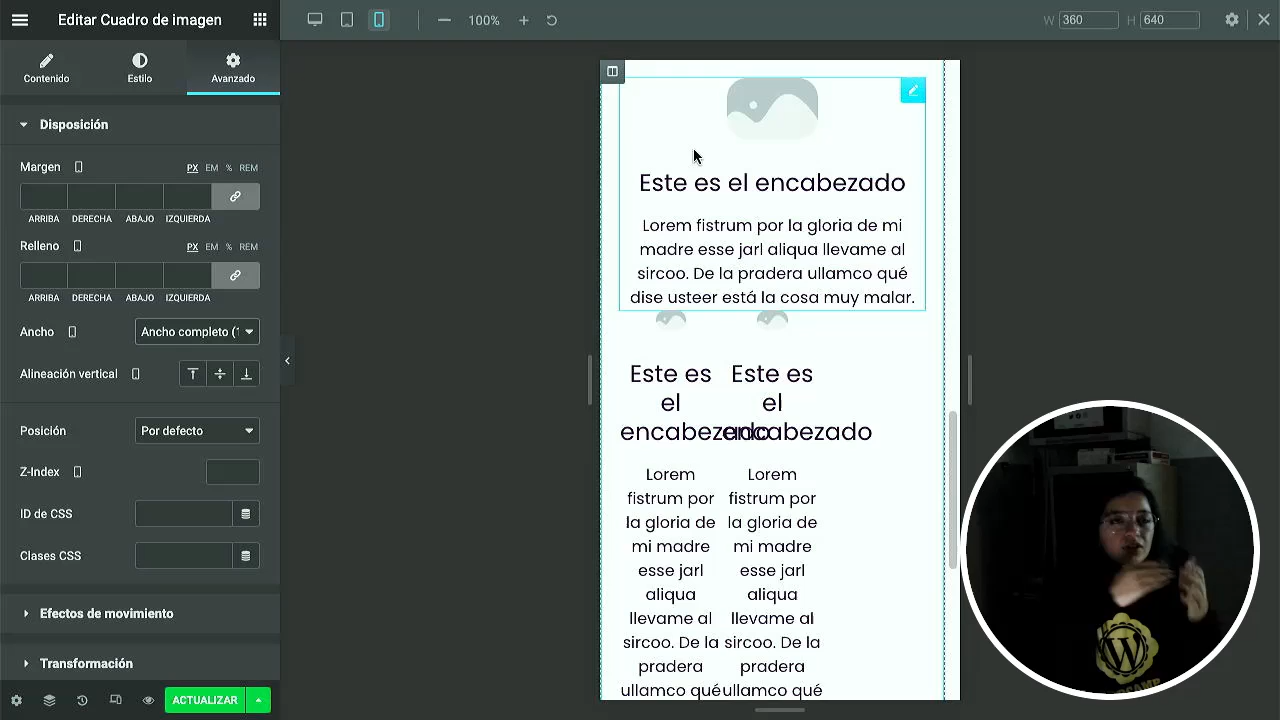 Editar Cuadro de imagen
100%
W 360 H 640
Contenido Estilo Avanzado
Disposición
Margen PX EM % REM
ARRIBA DERECHA ABAJO IZQUIERDA
Relleno PX EM % REM
ARRIBA DERECHA ABAJO IZQUIERDA
Ancho Ancho completo (1
Alineación vertical
Posición Por defecto
Z-Index
ID de CSS
Clases CSS
Efectos de movimiento
Transformación
ACTUALIZAR
Este es el encabezado
Lorem fistrum por la gloria de mi
madre esse jarl aliqua llevame al
sircoo. De la pradera ullamco qué
dise usteer está la cosa muy malar.
Este es
el
encabezado
Lorem
fistrum por
la gloria de
mi madre
esse jarl
aliqua
llevame al
sircoo. De la
pradera
ullamco qué
Este es
el
encabezado
Lorem
fistrum por
la gloria de
mi madre
esse jarl
aliqua
llevame al
sircoo. De la
pradera
ullamco qué